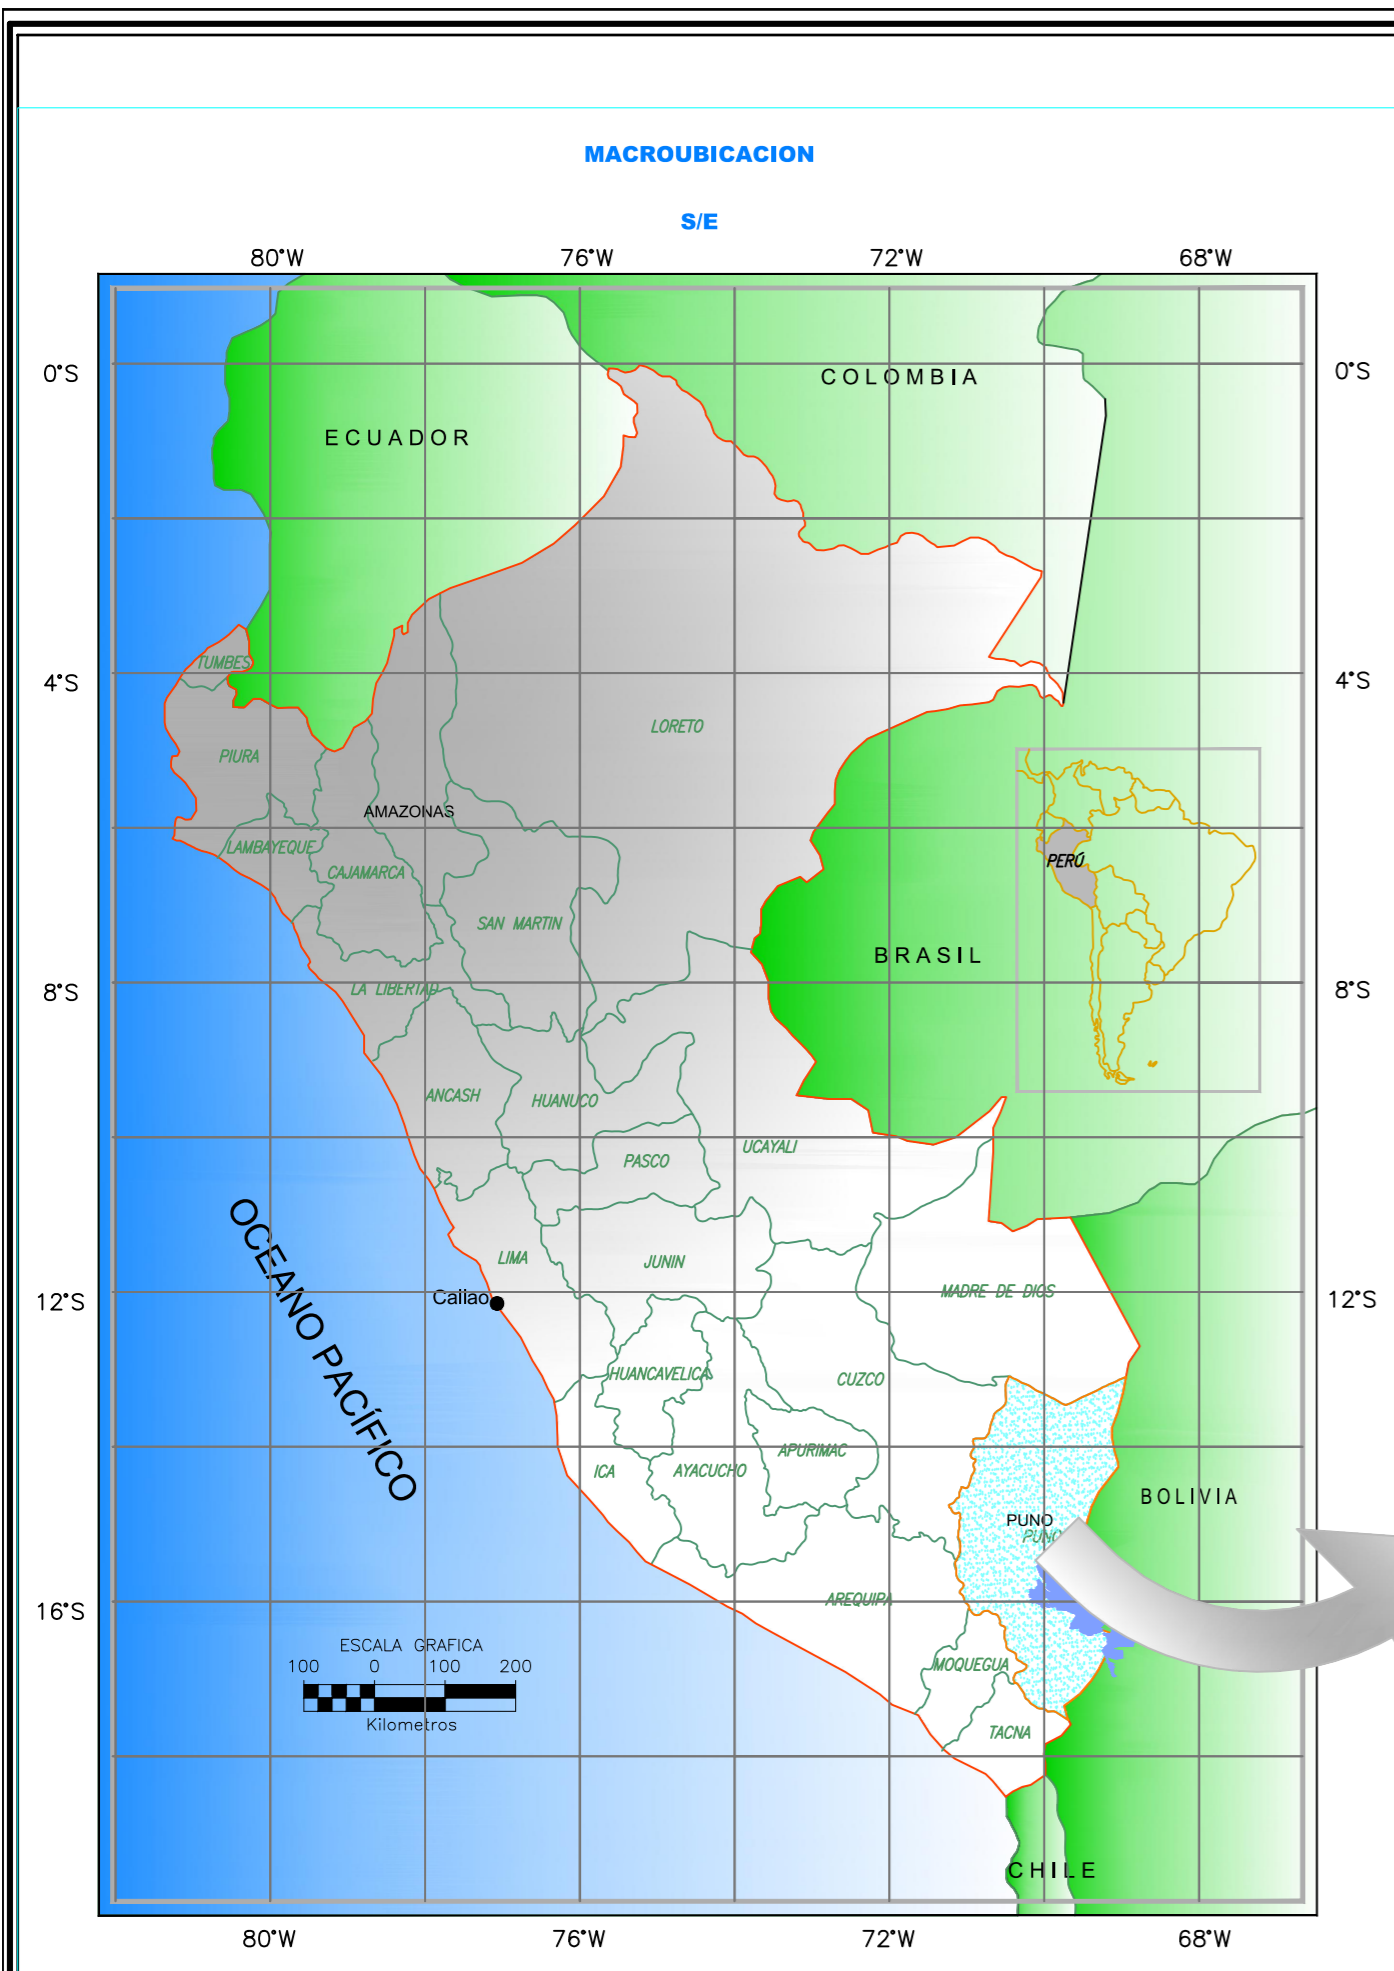 MACROUBICACION
S/E
80°W 76°W 72°W 68°W
0°S 0°S
COLOMBIA
ECUADOR
TUMBES
4°S 4°S
LORETO
PIURA
AMAZONAS
LAMBAYEQUE
PERÚ
CAJAMARCA
SAN MARTIN
BRASIL
LA LIBERTAD
8°S 8°S
ANCASH
HUANUCO
UCAYALI
PASCO
OCEANO PACÍFICO
LIMA
JUNIN
MADRE DE DIOS
Callao
12°S 12°S
HUANCAVELICA
CUZCO
APURIMAC
ICA
AYACUCHO
BOLIVIA
PUNO
PUNO
AREQUIPA
16°S
ESCALA GRAFICA
100 0 100 200
Kilometros
MOQUEGUA
TACNA
CHILE
80°W 76°W 72°W 68°W